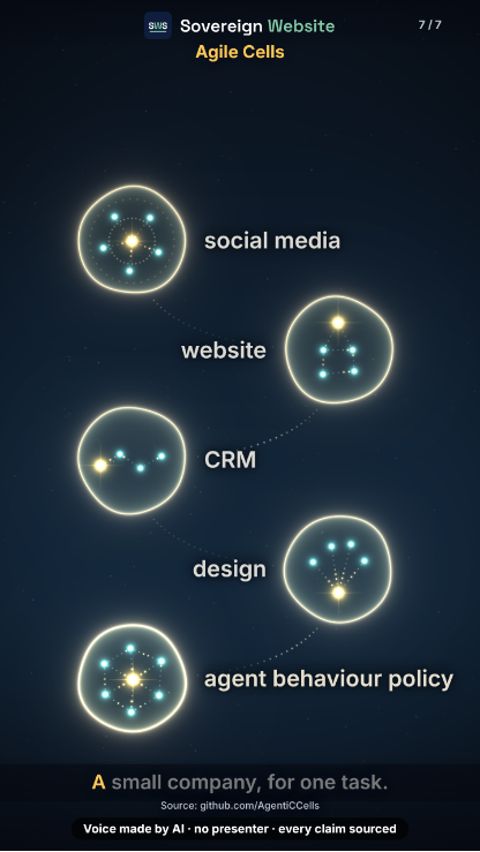 SWS Sovereign Website 7 / 7
Agile Cells
social media
website
CRM
design
agent behaviour policy
A small company, for one task.
Source: github.com/AgentiCCells
Voice made by AI · no presenter · every claim sourced